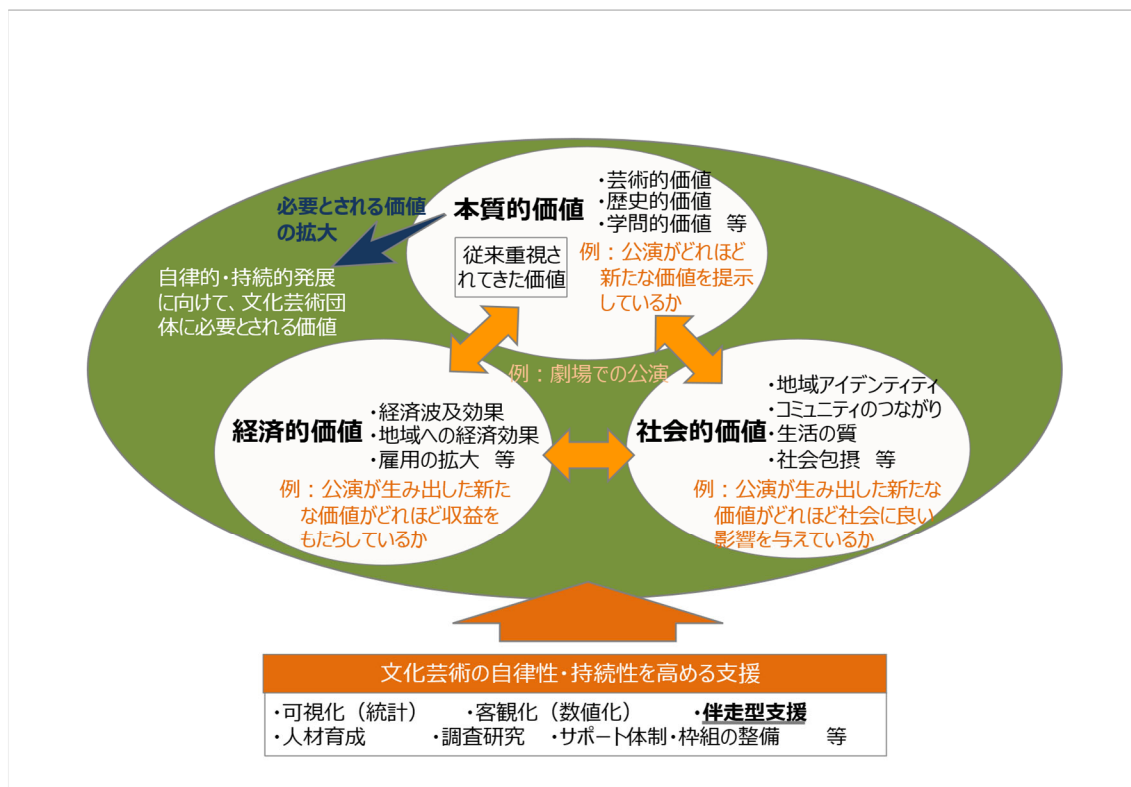 必要とされる価値
の拡大
自律的・持続的発展
に向けて、文化芸術団
体に必要とされる価値
本質的価値
・芸術的価値
・歴史的価値
・学問的価値 等
従来重視さ
れてきた価値
例：公演がどれほど
新たな価値を提示
しているか
例：劇場での公演
経済的価値
・経済波及効果
・地域への経済効果
・雇用の拡大 等
例：公演が生み出した新た
な価値がどれほど収益を
もたらしているか
社会的価値
・地域アイデンティティ
・コミュニティのつながり
・生活の質
・社会包摂 等
例：公演が生み出した新たな
価値がどれほど社会に良い
影響を与えているか
文化芸術の自律性・持続性を高める支援
・可視化（統計） ・客観化（数値化） ・伴走型支援
・人材育成 ・調査研究 ・サポート体制・枠組の整備 等